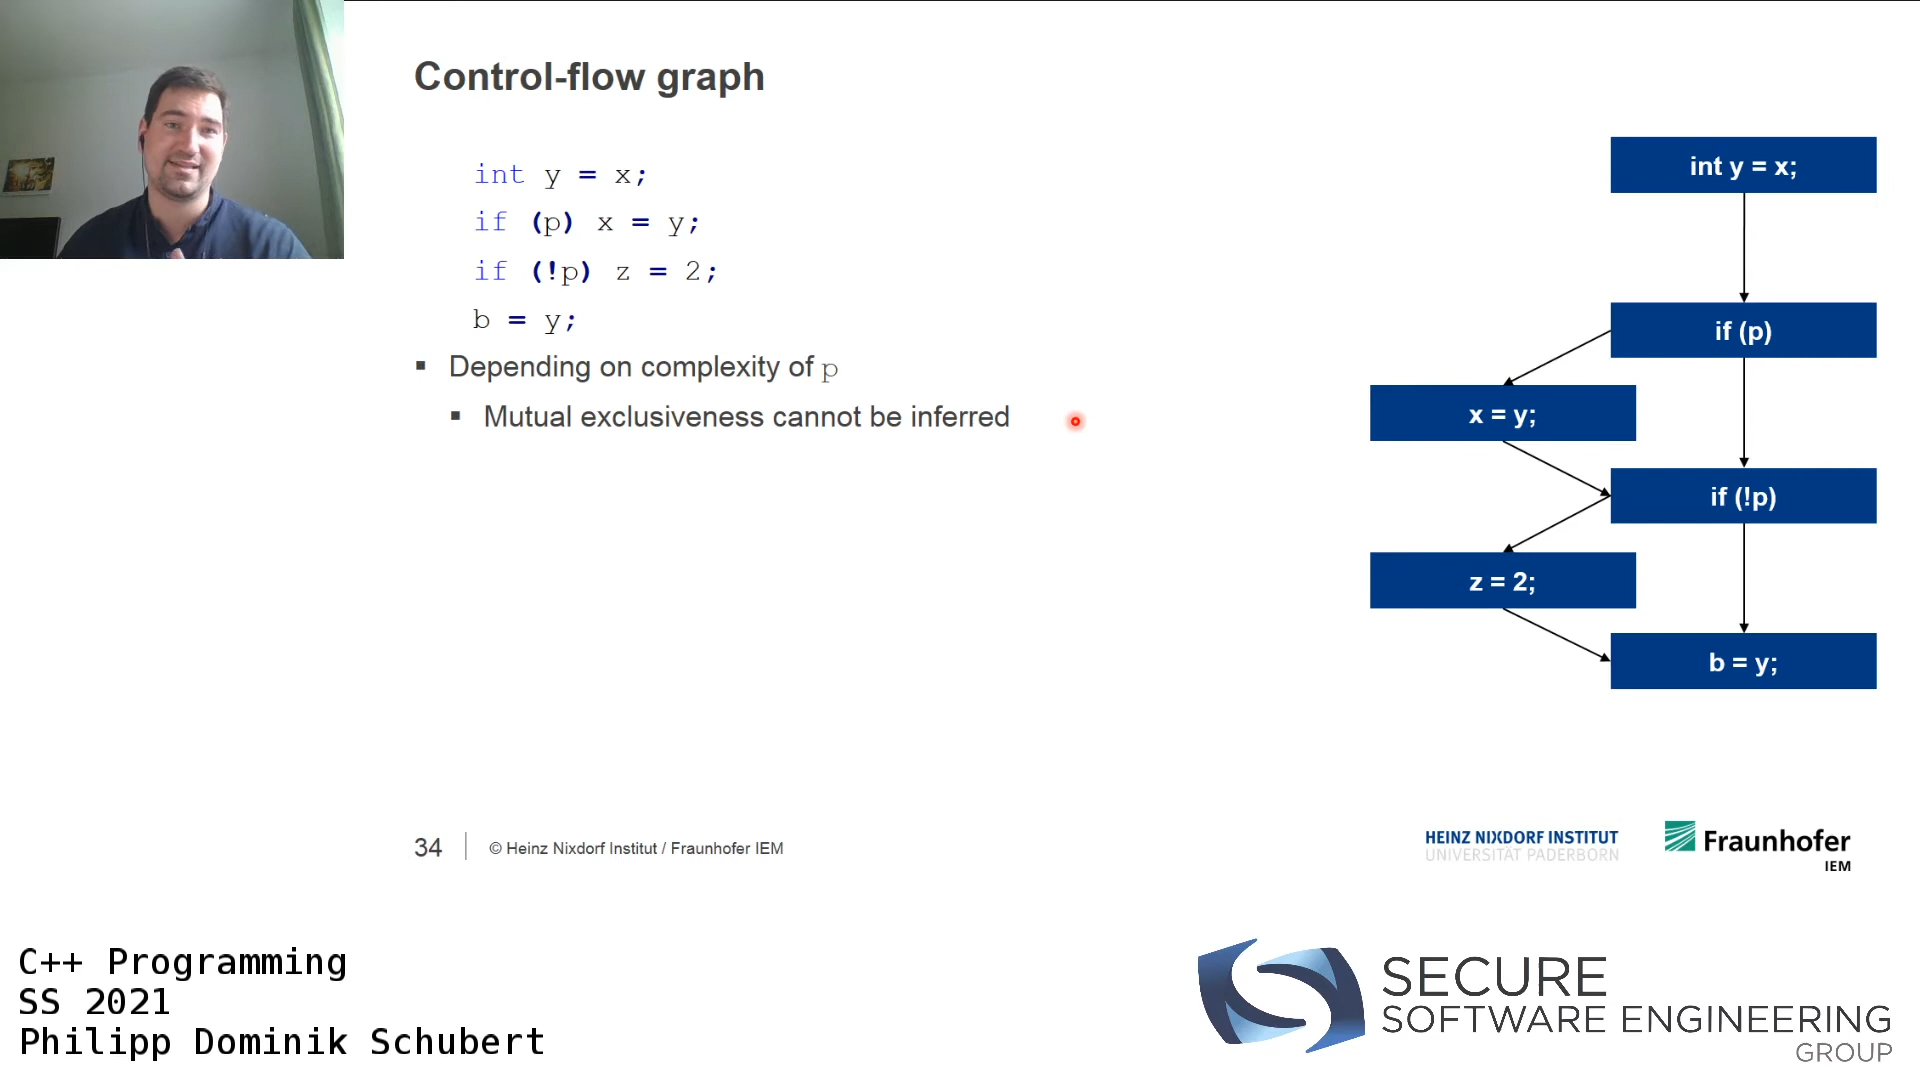 Control-flow graph
int y = x;
if (p) x = y;
if (!p) z = 2;
b = y;
▪ Depending on complexity of p
▪ Mutual exclusiveness cannot be inferred
int y = x;
if (p)
x = y;
if (!p)
z = 2;
b = y;
34
© Heinz Nixdorf Institut / Fraunhofer IEM
HEINZ NIXDORF INSTITUT
UNIVERSITÄT PADERBORN
Fraunhofer
IEM
C++ Programming
SS 2021
Philipp Dominik Schubert
SECURE
SOFTWARE ENGINEERING
GROUP